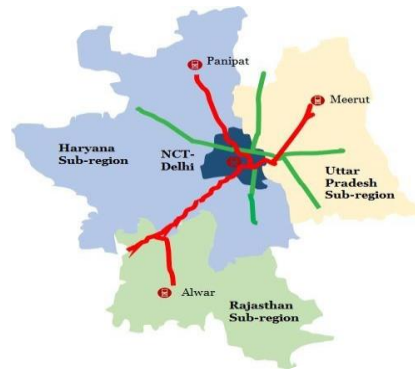 Panipat
Meerut
Haryana
Sub-region
NCT-
Delhi
Uttar
Pradesh
Sub-region
Alwar
Rajasthan
Sub-region